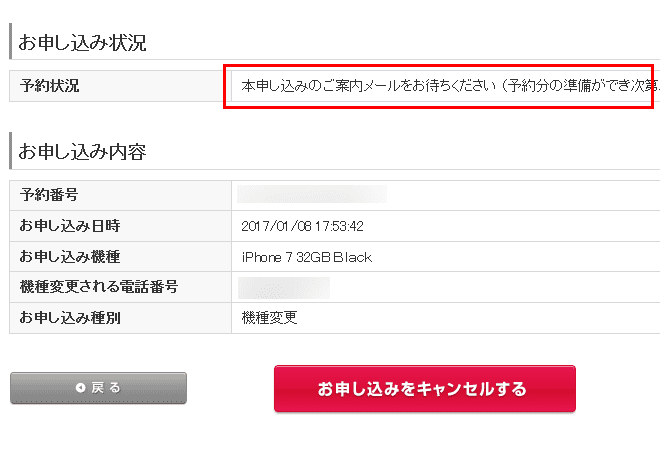 お申し込み状況
予約状況 本申し込みのご案内メールをお待ちください（予約分の準備ができ次第
お申し込み内容
予約番号
お申し込み日時 2017/01/08 17:53:42
お申し込み機種 iPhone 7 32GB Black
機種変更される電話番号
お申し込み種別 機種変更
戻る お申し込みをキャンセルする